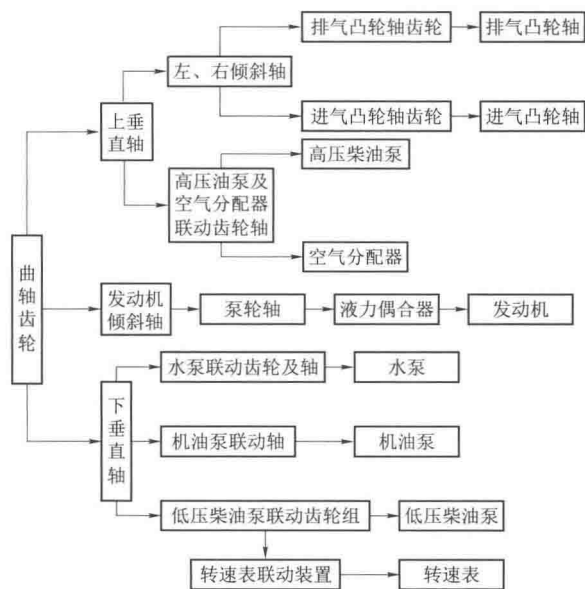 排气凸轮轴齿轮
排气凸轮轴
左、右倾斜轴
进气凸轮轴齿轮
进气凸轮轴
上垂
直轴
高压柴油泵
高压油泵及
空气分配器
联动齿轮轴
空气分配器
曲轴齿轮
发动机
倾斜轴
泵轮轴
液力偶合器
发动机
下垂直轴
水泵联动齿轮及轴
水泵
机油泵联动轴
机油泵
低压柴油泵联动齿轮组
低压柴油泵
转速表联动装置
转速表